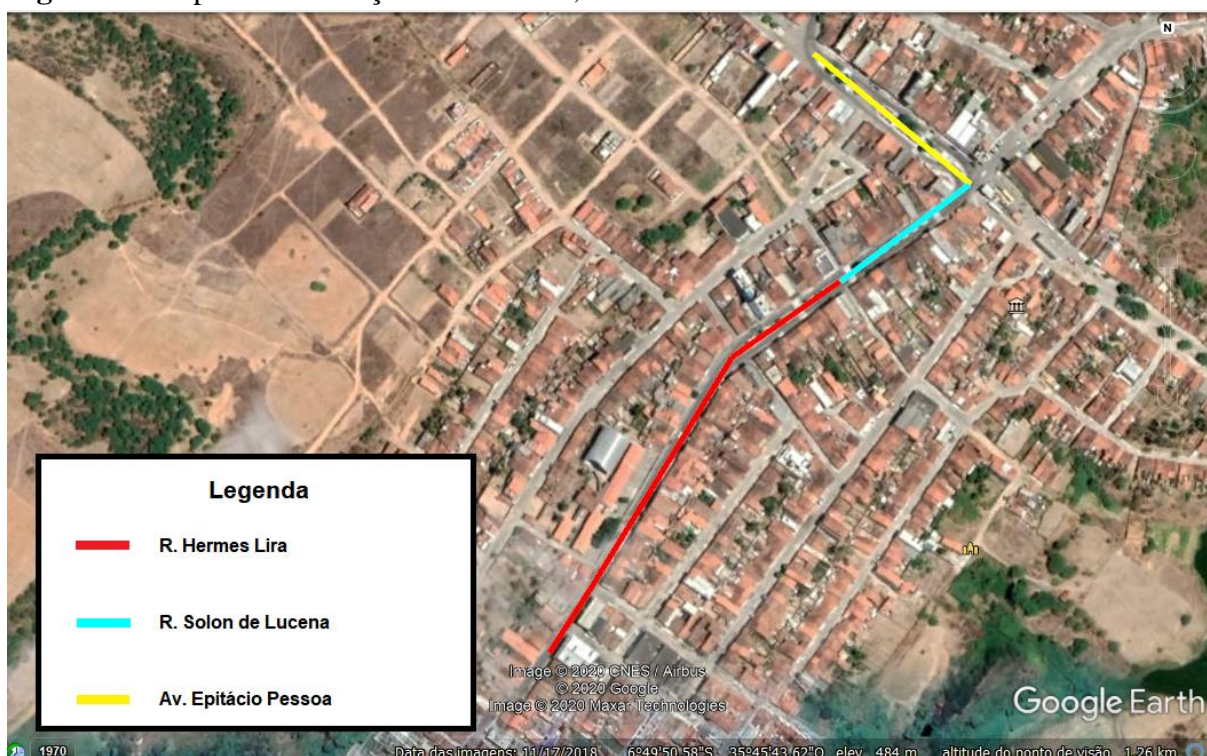 N
Legenda
R. Hermes Lira
R. Solon de Lucena
Av. Epitácio Pessoa
Image © 2020 CNES / Airbus
© 2020 Google
Image © 2020 Maxar Technologies
Google Earth
1970
Data das imagens: 11/17/2018 6°49'50.58"S 35°45'43.62"O elev 484 m altitude do ponto de visão 1.26 km